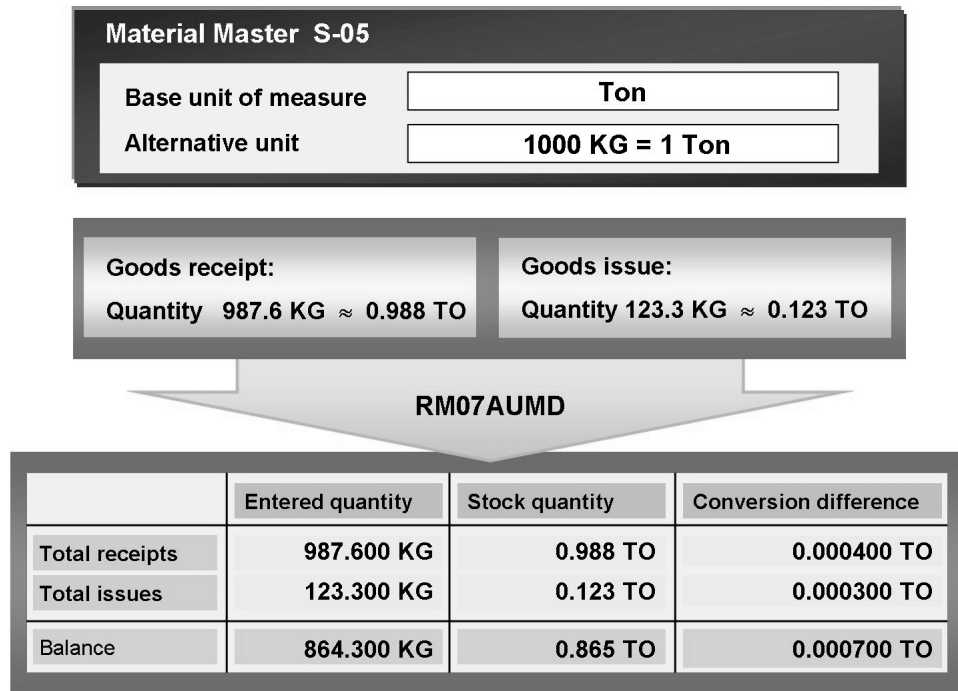 Material Master  S-05
Base unit of measure Ton
Alternative unit 1000 KG = 1 Ton
Goods receipt:
Quantity  987.6 KG ≈ 0.988 TO
Goods issue:
Quantity 123.3 KG ≈ 0.123 TO
RM07AUMD
Entered quantity Stock quantity Conversion difference
Total receipts 987.600 KG 0.988 TO 0.000400 TO
Total issues 123.300 KG 0.123 TO 0.000300 TO
Balance 864.300 KG 0.865 TO 0.000700 TO